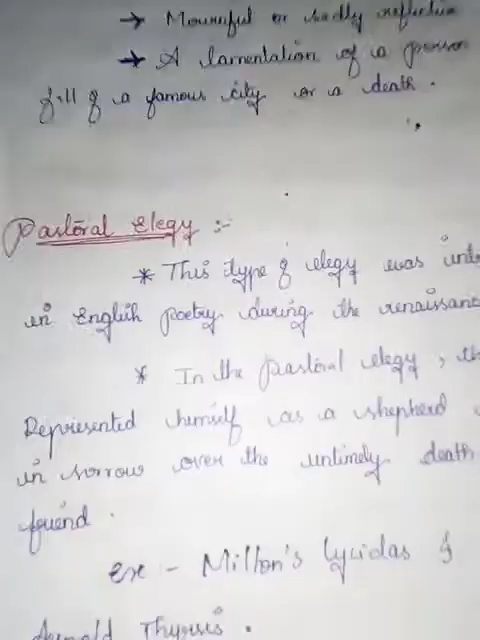 → Mournful or sadly reflective
→ A lamentation of a person
fall of a famous city or a death.
Pastoral Elegy :-
* This type of elegy was
in English poetry during the
* In the Pastoral elegy, the
Represented himself as a shepherd
in sorrow over the untimely death
friend.
ex - Milton's Lycidas &
Arnold Thyrsis.